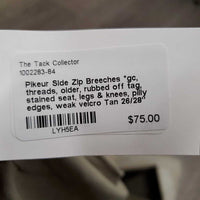 The Tack Collector
1002283-84
Pikeur Side Zip Breeches *gc,
threads, older, rubbed off tag,
stained seat, legs & knees, pilly
edges, weak velcro Tan 26/28"
$75.00
LYH5EA